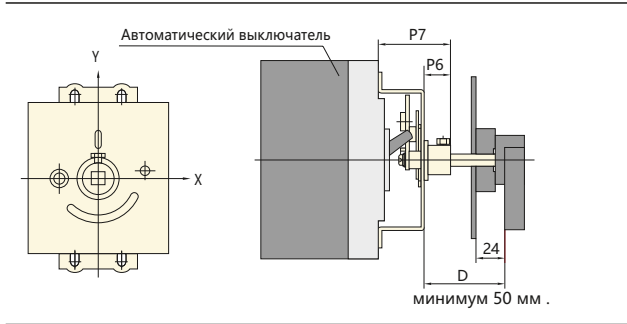 Автоматический выключатель
P7
P6
Y
X
24
D
минимум 50 мм .